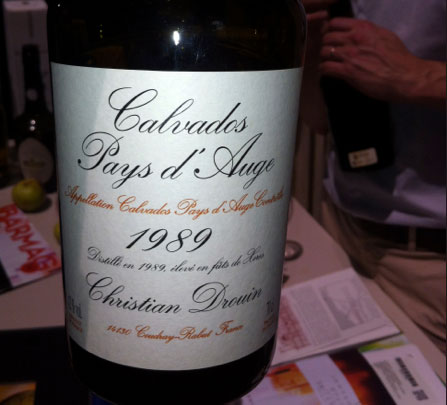 Calvados
Pays d'Auge
Appellation Calvados Pays d'Auge Contrôlée
1989
Distillé en 1989, élevé en fûts de Xérès
Christian Drouin
14130 Coudray-Rabut France
BARMA